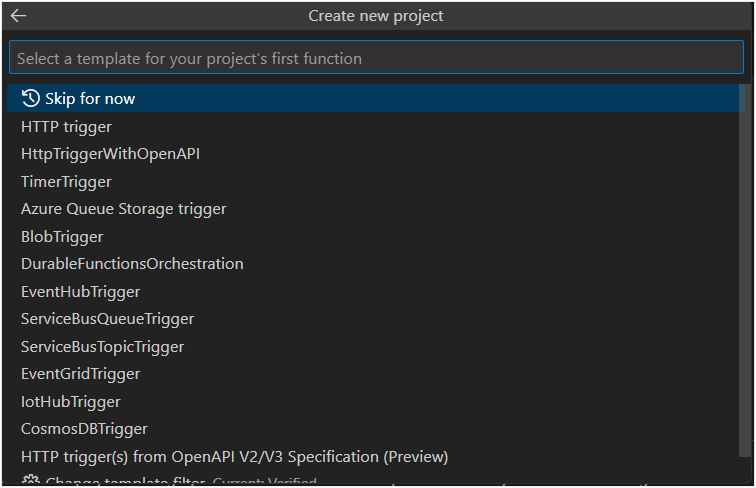 Create new project
Select a template for your project's first function
Skip for now
HTTP trigger
HttpTriggerWithOpenAPI
TimerTrigger
Azure Queue Storage trigger
BlobTrigger
DurableFunctionsOrchestration
EventHubTrigger
ServiceBusQueueTrigger
ServiceBusTopicTrigger
EventGridTrigger
IotHubTrigger
CosmosDBTrigger
HTTP trigger(s) from OpenAPI V2/V3 Specification (Preview)
Change template filter Current: Verified